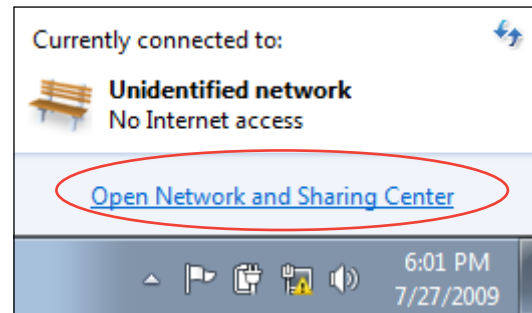 Currently connected to:
Unidentified network
No Internet access
Open Network and Sharing Center
6:01 PM
7/27/2009